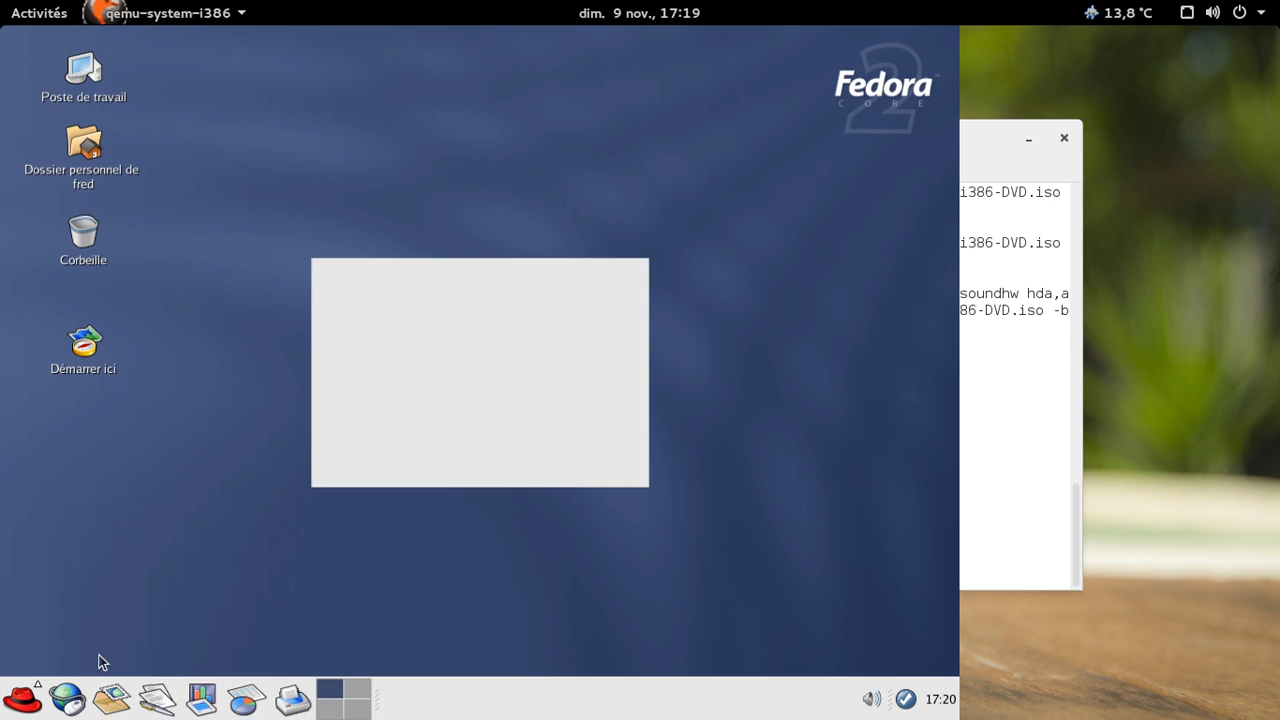 Activités
qemu-system-i386
dim. 9 nov., 17:19
13,8 °C
Poste de travail
Dossier personnel de
fred
Corbeille
Démarrer ici
2
Fedora
CORE
i386-DVD.iso
i386-DVD.iso
soundhw hda,a
86-DVD.iso -b
17:20